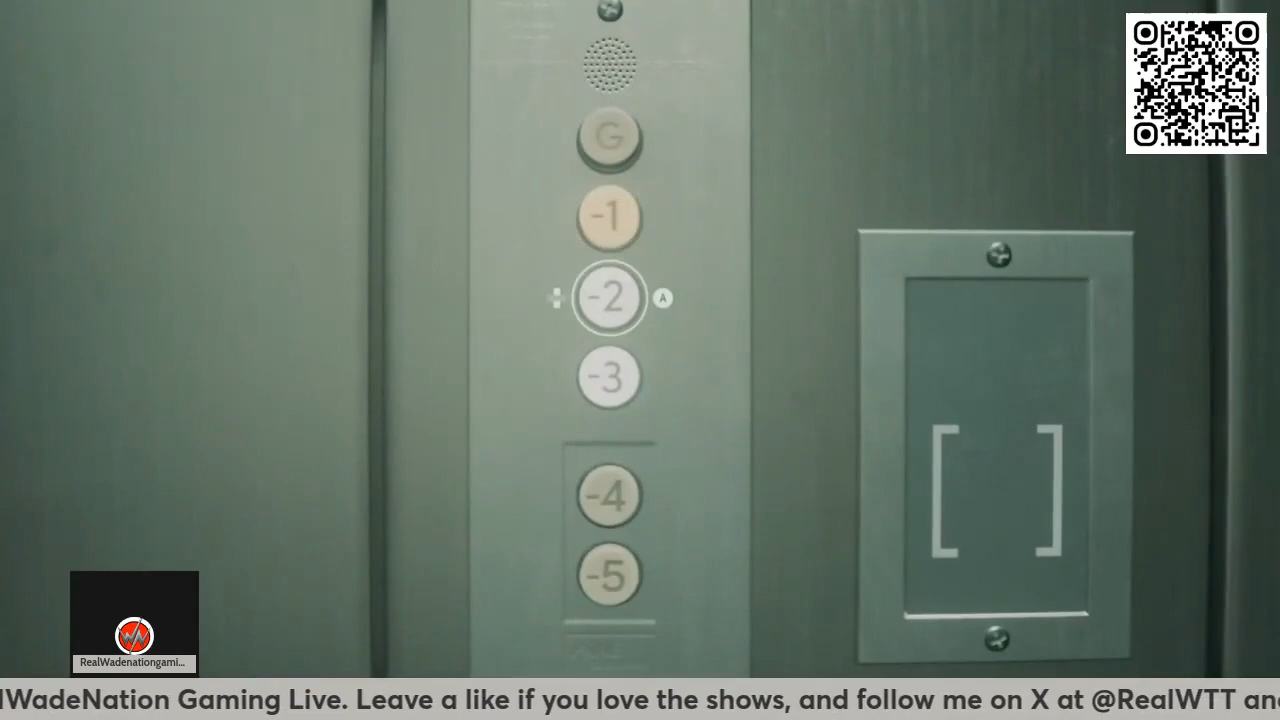 G
-1
-2
A
-3
-4
-5
RealWadenationgami...
lWadeNation Gaming Live. Leave a like if you love the shows, and follow me on X at @RealWTT and